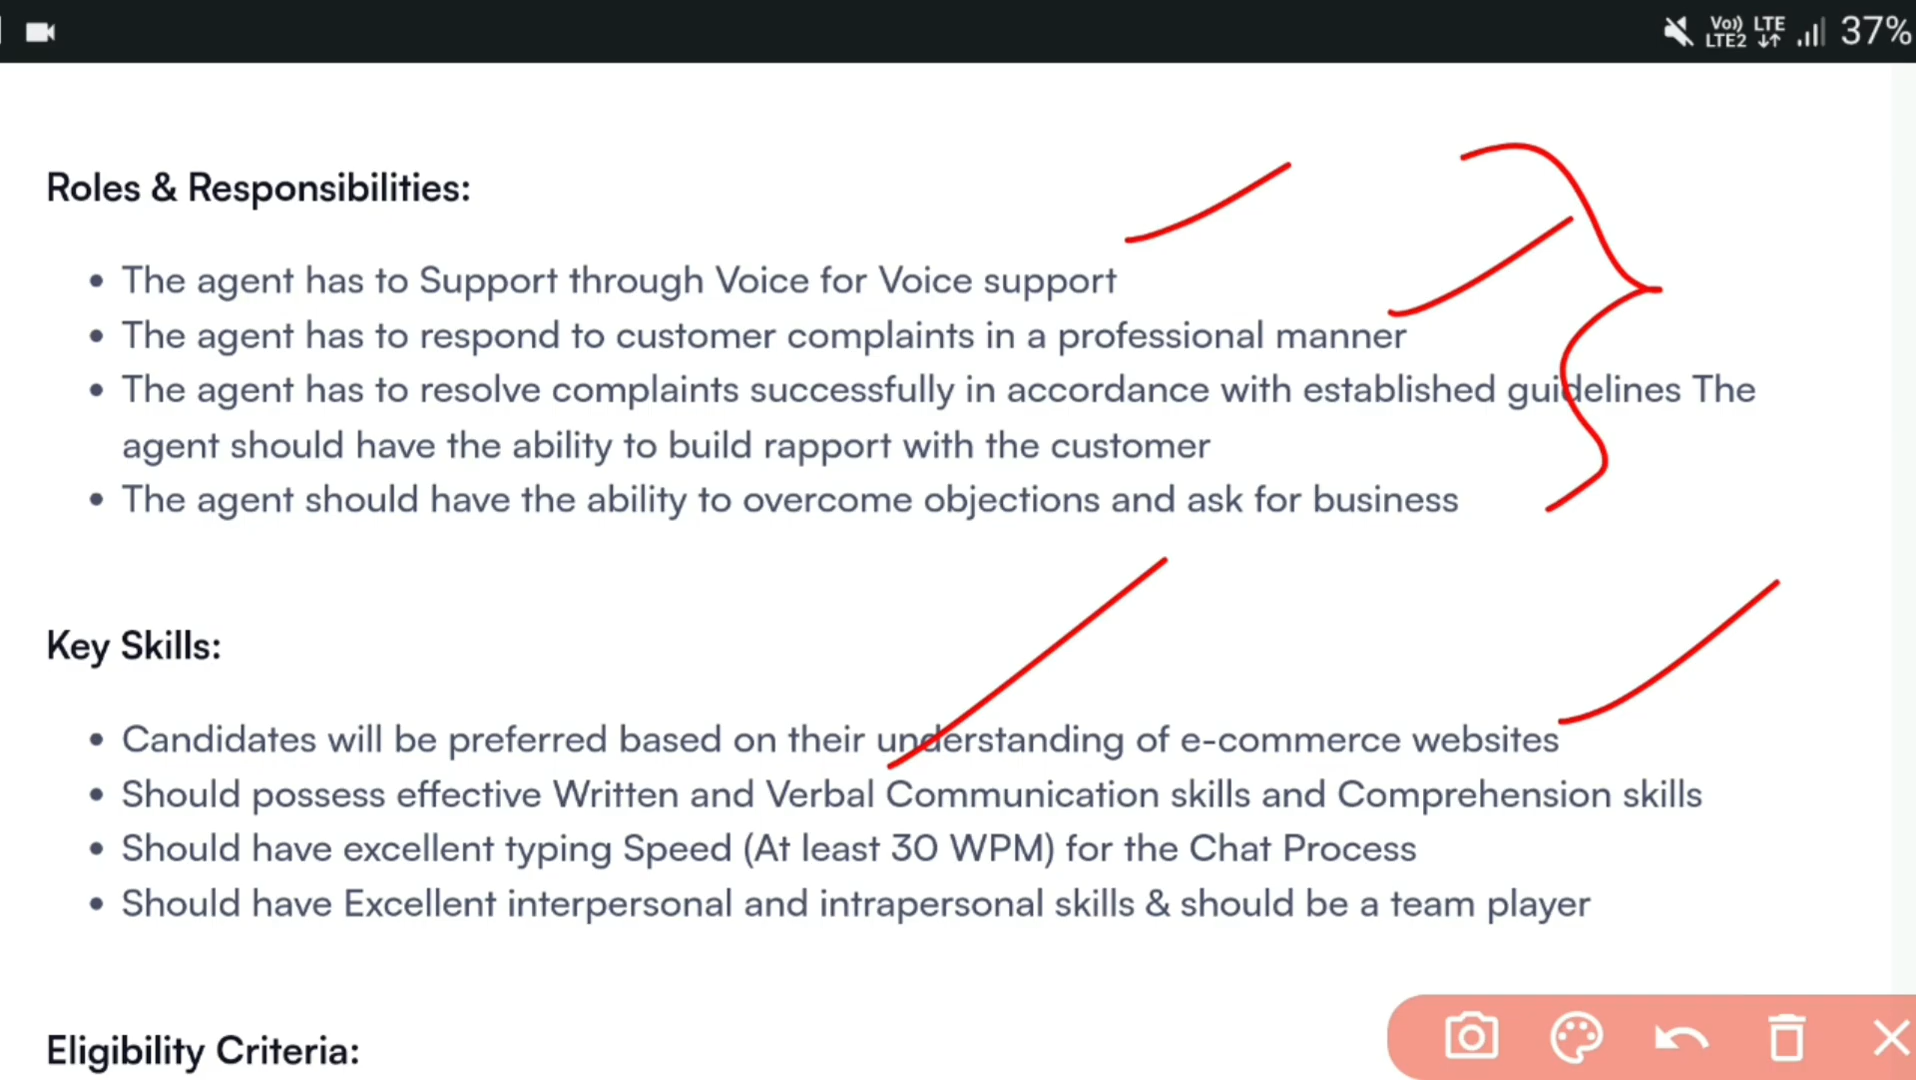 Vo)) LTE
LTE2 37%
Roles & Responsibilities:
• The agent has to Support through Voice for Voice support
• The agent has to respond to customer complaints in a professional manner
• The agent has to resolve complaints successfully in accordance with established guidelines The
agent should have the ability to build rapport with the customer
• The agent should have the ability to overcome objections and ask for business
Key Skills:
• Candidates will be preferred based on their understanding of e-commerce websites
• Should possess effective Written and Verbal Communication skills and Comprehension skills
• Should have excellent typing Speed (At least 30 WPM) for the Chat Process
• Should have Excellent interpersonal and intrapersonal skills & should be a team player
Eligibility Criteria: